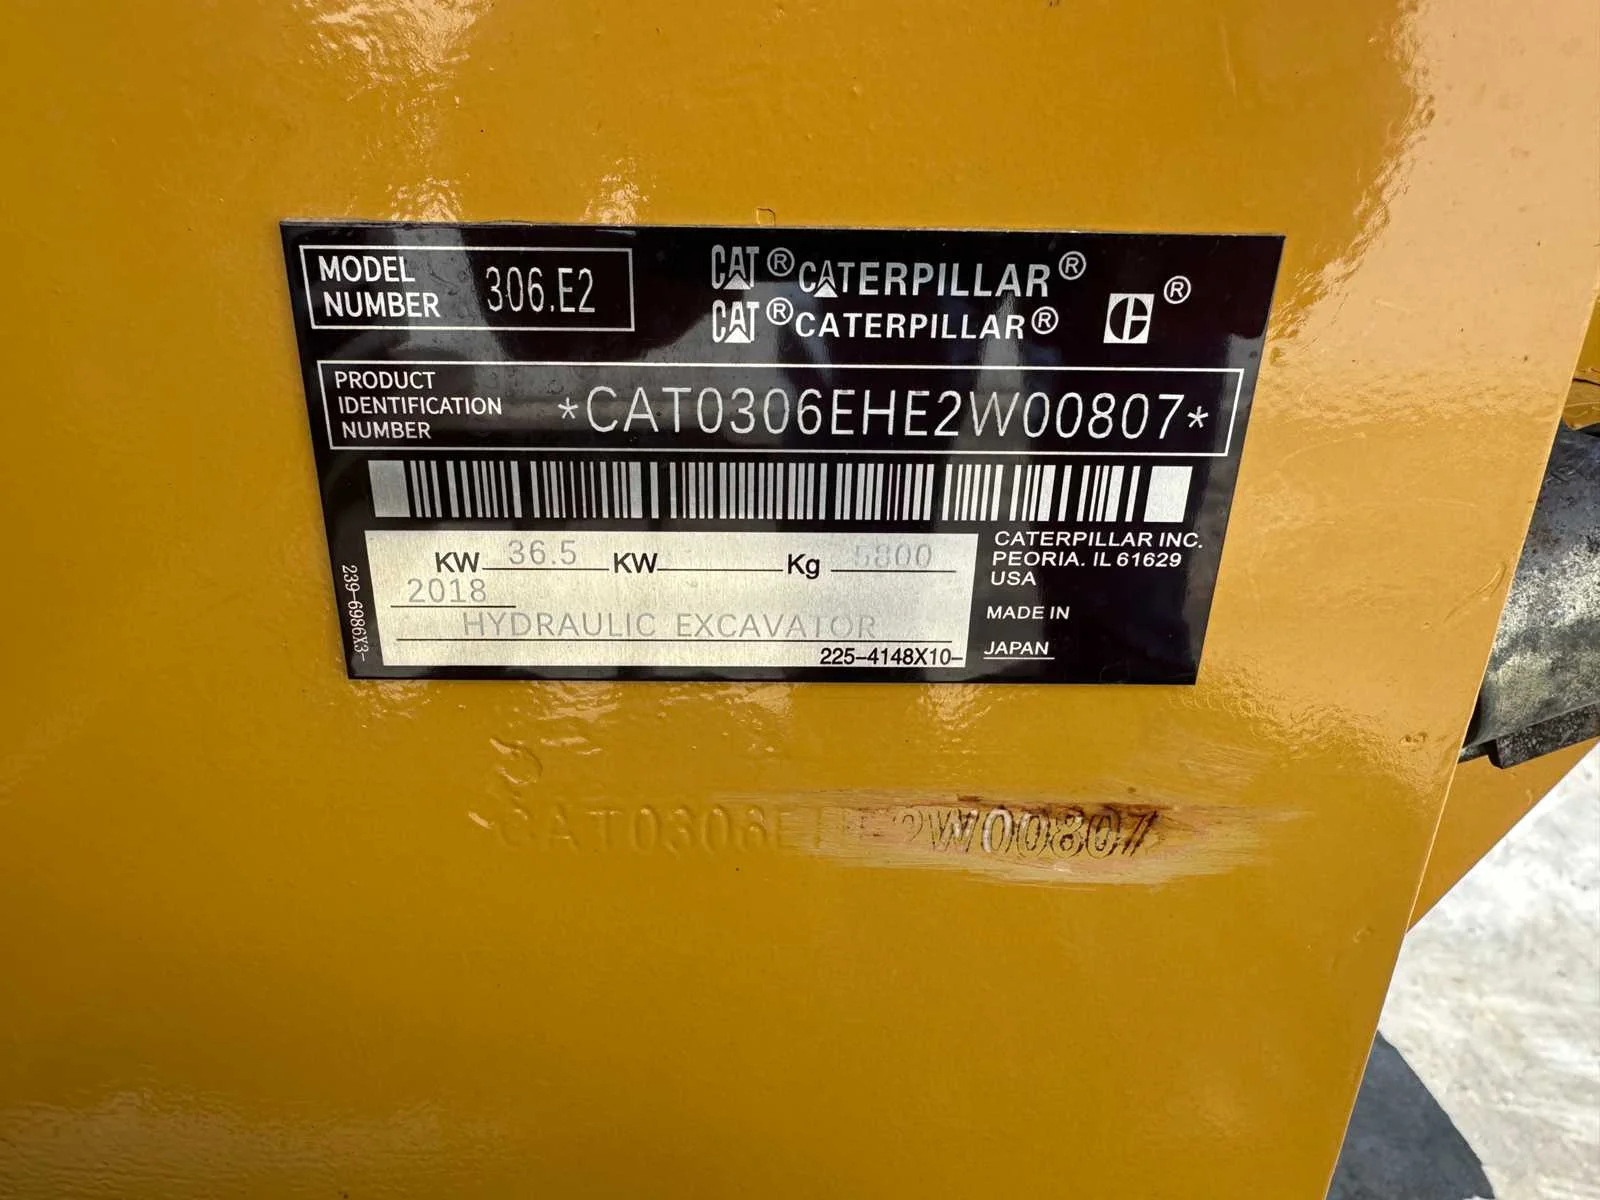 MODEL NUMBER 306.E2
CAT® CATERPILLAR®
CAT® CATERPILLAR® ®
PRODUCT IDENTIFICATION NUMBER *CAT0306EHE2W00807*
KW 36.5 KW Kg 5800
2018
HYDRAULIC EXCAVATOR
225-4148X10-
239-6986X3-
CATERPILLAR INC.
PEORIA. IL 61629
USA
MADE IN
JAPAN
CAT0306EHE2W00807